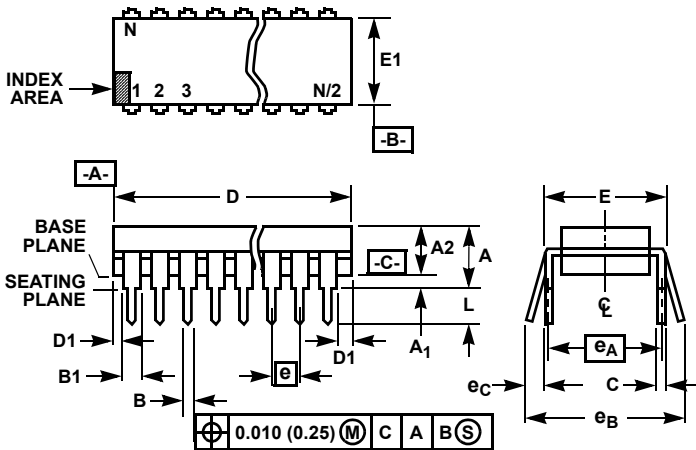 N
E1
INDEX
AREA
1 2 3 N/2
-B-
-A-
D
E
BASE
PLANE
A2
A
-C-
SEATING
PLANE
L
℄
D1
A1
D1
eA
B1
e
eC
C
B
eB
⌖ 0.010 (0.25) Ⓜ C A B Ⓢ